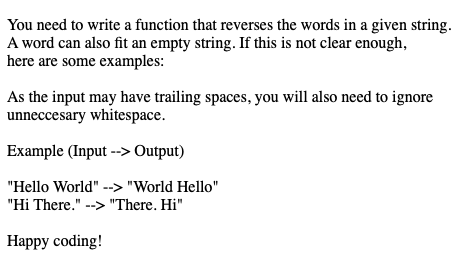 You need to write a function that reverses the words in a given string.
A word can also fit an empty string. If this is not clear enough,
here are some examples:
As the input may have trailing spaces, you will also need to ignore
unneccesary whitespace.
Example (Input --> Output)
"Hello World" --> "World Hello"
"Hi There." --> "There. Hi"
Happy coding!